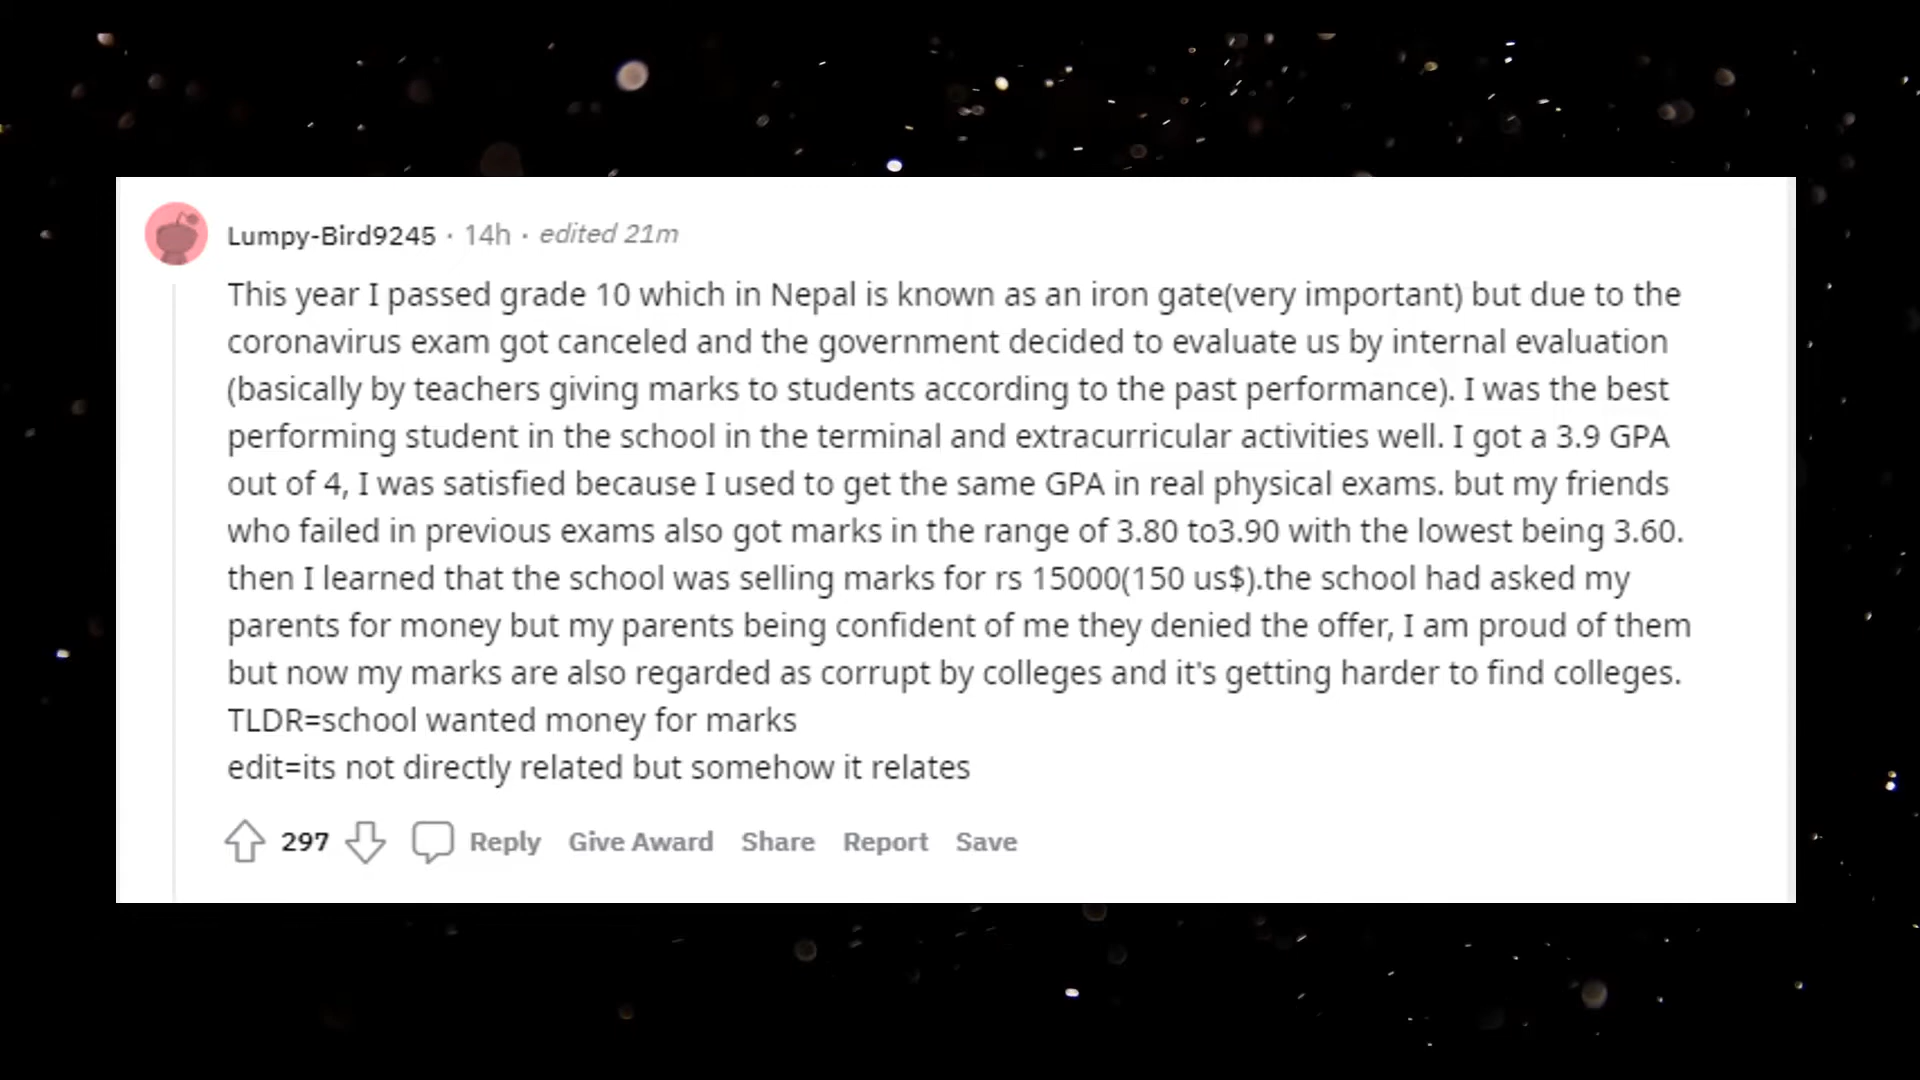 Lumpy-Bird9245 · 14h · edited 21m
This year I passed grade 10 which in Nepal is known as an iron gate(very important) but due to the
coronavirus exam got canceled and the government decided to evaluate us by internal evaluation
(basically by teachers giving marks to students according to the past performance). I was the best
performing student in the school in the terminal and extracurricular activities well. I got a 3.9 GPA
out of 4, I was satisfied because I used to get the same GPA in real physical exams. but my friends
who failed in previous exams also got marks in the range of 3.80 to3.90 with the lowest being 3.60.
then I learned that the school was selling marks for rs 15000(150 us$).the school had asked my
parents for money but my parents being confident of me they denied the offer, I am proud of them
but now my marks are also regarded as corrupt by colleges and it's getting harder to find colleges.
TLDR=school wanted money for marks
edit=its not directly related but somehow it relates
297 Reply Give Award Share Report Save